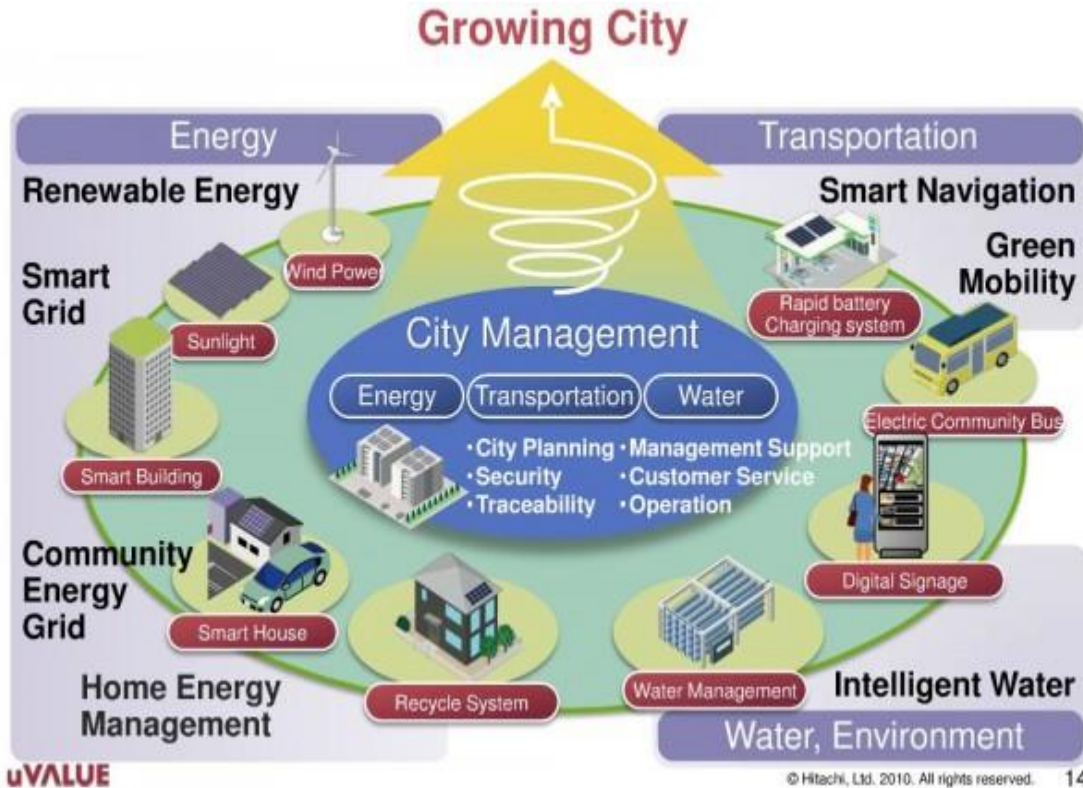 Growing City
Energy
Transportation
Renewable Energy
Smart Navigation
Smart
Grid
Green
Mobility
Wind Power
Sunlight
Rapid battery
Charging system
City Management
Energy
Transportation
Water
Electric Community Bus
Smart Building
•City Planning
•Management Support
•Security
•Customer Service
•Traceability
•Operation
Community
Energy
Grid
Digital Signage
Smart House
Home Energy
Management
Recycle System
Water Management
Intelligent Water
Water, Environment
uVALUE
© Hitachi, Ltd. 2010. All rights reserved.
14